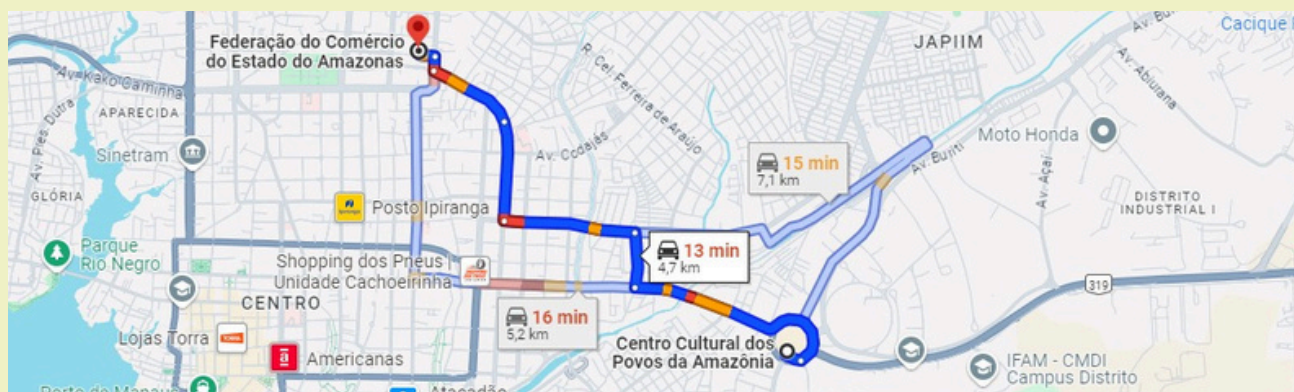 Federação do Comércio
do Estado do Amazonas
JAPIIM
Cacique
Av. Kako Caminha
APARECIDA
R. Cel. Ferreira de Araújo
Av. Abiurana
Av. Pies. Dutra
Sinetram
Av. Codajás
Moto Honda
15 min
7,1 km
Av. Buriti
Av. Açaí
GLÓRIA
Posto Ipiranga
DISTRITO
INDUSTRIAL I
Parque
Rio Negro
Shopping dos Pneus |
Unidade Cachoeirinha
13 min
4,7 km
CENTRO
319
16 min
5,2 km
Lojas Torra
Americanas
Centro Cultural dos
Povos da Amazônia
IFAM - CMDI
Campus Distrito